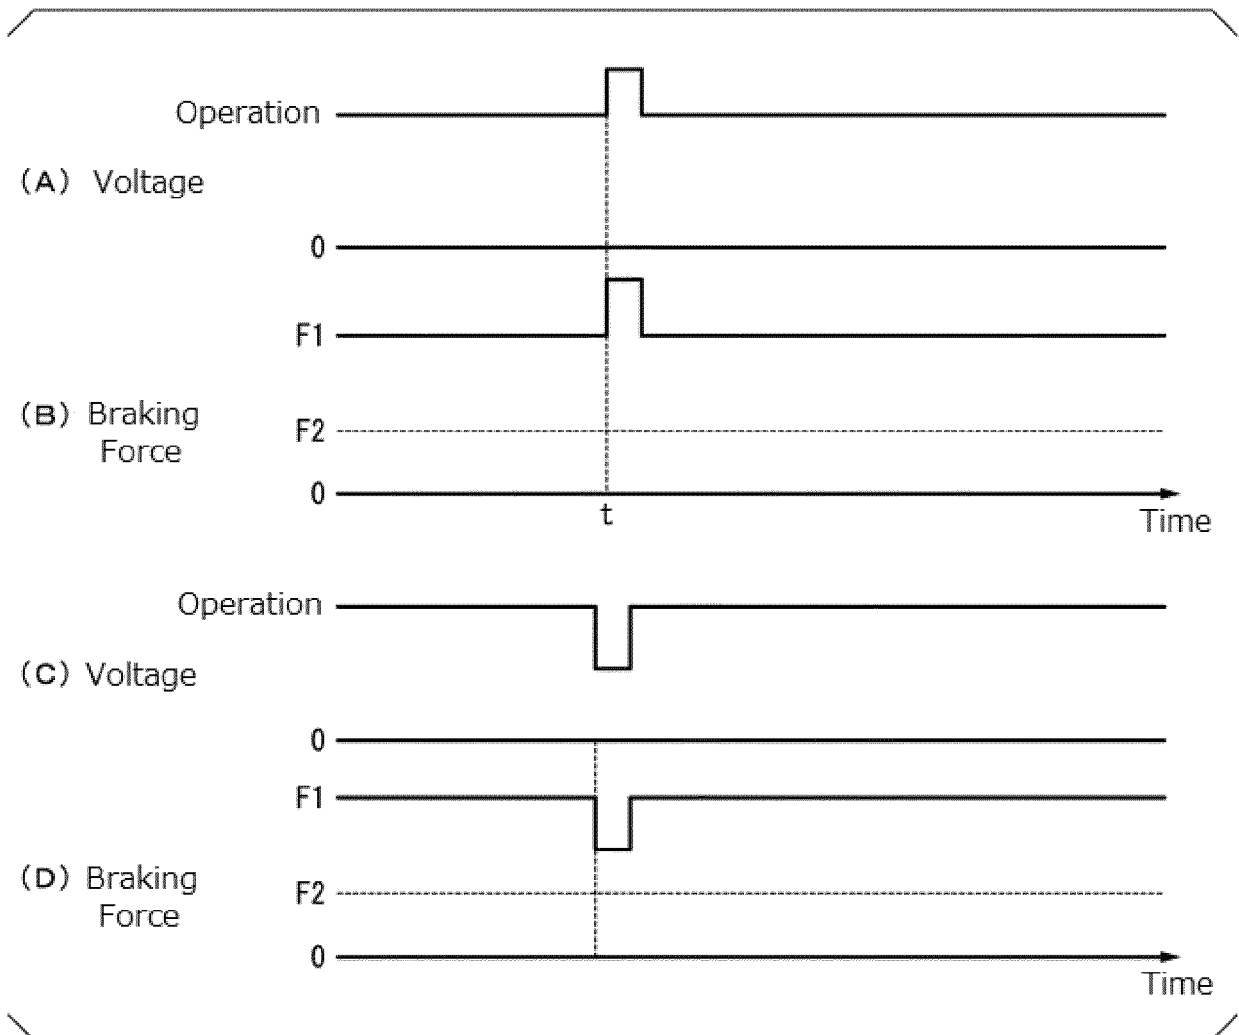 Operation
(A) Voltage
0
F1
(B) Braking
Force
F2
0
t
Time
Operation
(C) Voltage
0
F1
(D) Braking
Force
F2
0
Time